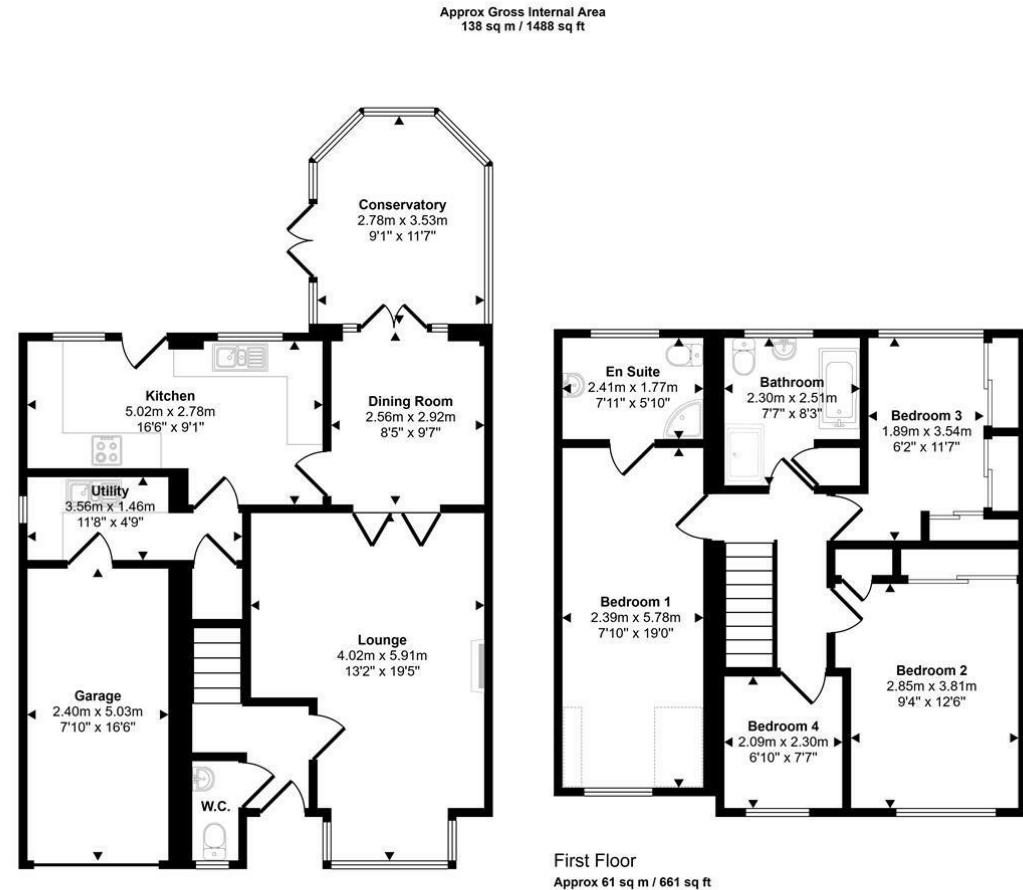 Approx Gross Internal Area
138 sq m / 1488 sq ft
Conservatory
2.78m x 3.53m
9'1" x 11'7"
Kitchen
5.02m x 2.78m
16'6" x 9'1"
Dining Room
2.56m x 2.92m
8'5" x 9'7"
Utility
3.56m x 1.46m
11'8" x 4'9"
Lounge
4.02m x 5.91m
13'2" x 19'5"
Garage
2.40m x 5.03m
7'10" x 16'6"
W.C.
En Suite
2.41m x 1.77m
7'11" x 5'10"
Bathroom
2.30m x 2.51m
7'7" x 8'3"
Bedroom 3
1.89m x 3.54m
6'2" x 11'7"
Bedroom 1
2.39m x 5.78m
7'10" x 19'0"
Bedroom 2
2.85m x 3.81m
9'4" x 12'6"
Bedroom 4
2.09m x 2.30m
6'10" x 7'7"
First Floor
Approx 61 sq m / 661 sq ft